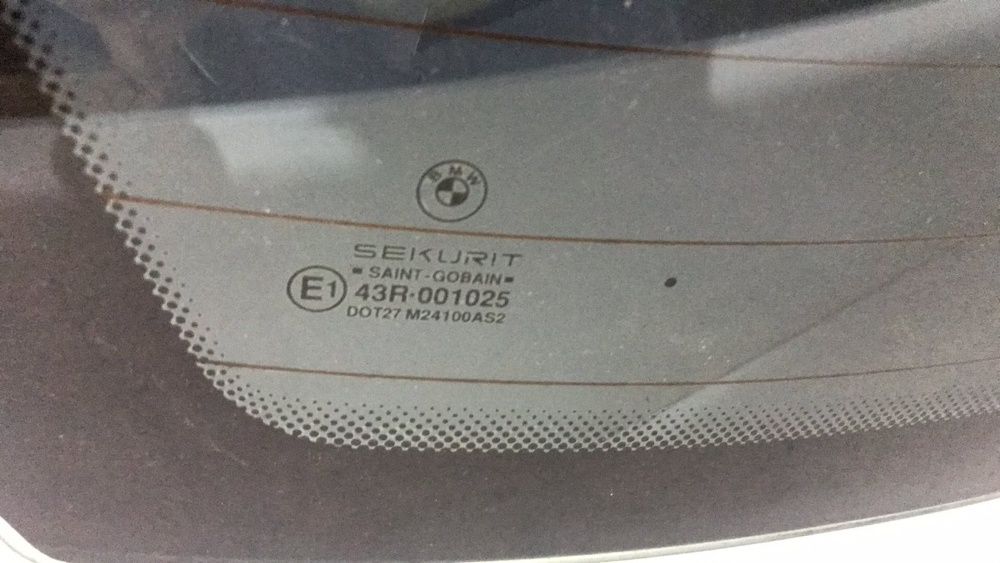 BMW
SEKURIT
SAINT-GOBAIN
E1 43R-001025
DOT27 M24100AS2